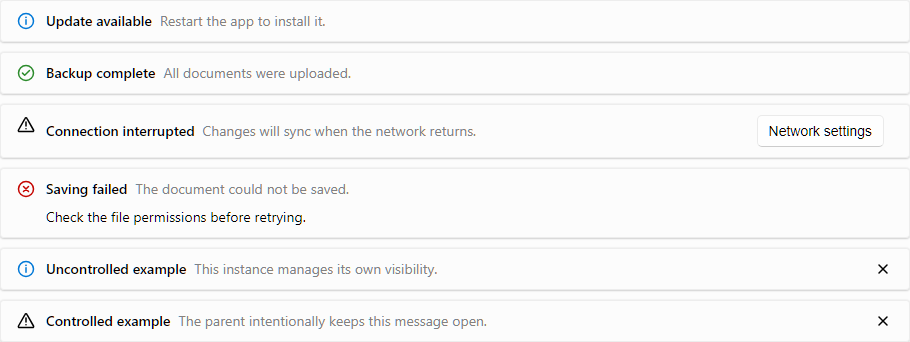 Update available Restart the app to install it.
Backup complete All documents were uploaded.
Connection interrupted Changes will sync when the network returns. Network settings
Saving failed The document could not be saved.
Check the file permissions before retrying.
Uncontrolled example This instance manages its own visibility.
Controlled example The parent intentionally keeps this message open.